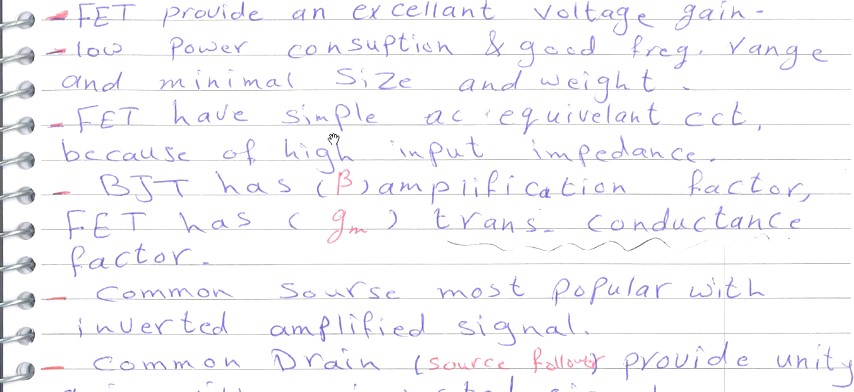 - FET provide an excellant voltage gain -
- low power consuption & good freq. range
and minimal size and weight .
- FET have simple ac equivelant cct,
because of high input impedance.
- BJT has (β) amplification factor,
FET has ( gm ) trans- conductance
factor.
- Common Sourse most popular with
inverted amplified signal.
- Common Drain (source follower) provide unity